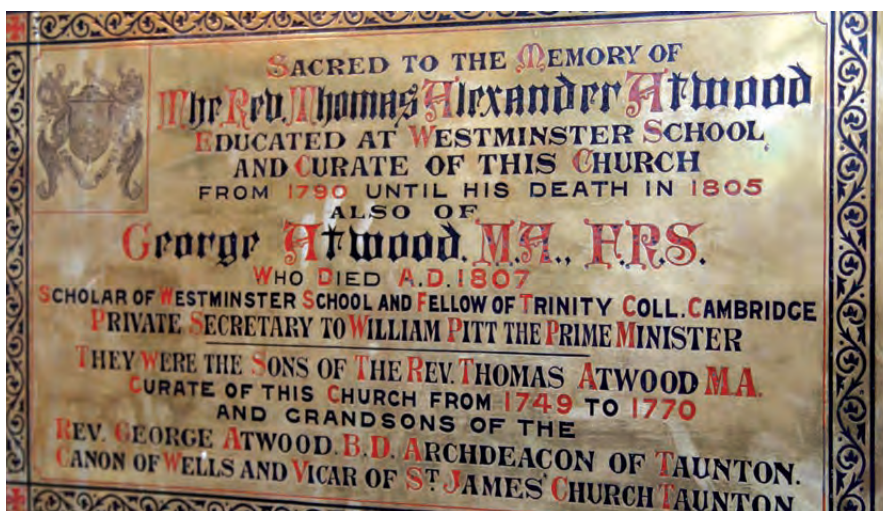 SACRED TO THE MEMORY OF
The Rev. Thomas Alexander Atwood
EDUCATED AT WESTMINSTER SCHOOL
AND CURATE OF THIS CHURCH
FROM 1790 UNTIL HIS DEATH IN 1805
ALSO OF
George Atwood. M.A., F.R.S.
WHO DIED A.D. 1807
SCHOLAR OF WESTMINSTER SCHOOL AND FELLOW OF TRINITY COLL. CAMBRIDGE
PRIVATE SECRETARY TO WILLIAM PITT THE PRIME MINISTER
THEY WERE THE SONS OF THE REV. THOMAS ATWOOD M.A.
CURATE OF THIS CHURCH FROM 1749 TO 1770
AND GRANDSONS OF THE
REV. GEORGE ATWOOD. B.D. ARCHDEACON OF TAUNTON.
CANON OF WELLS AND VICAR OF ST JAMES' CHURCH TAUNTON